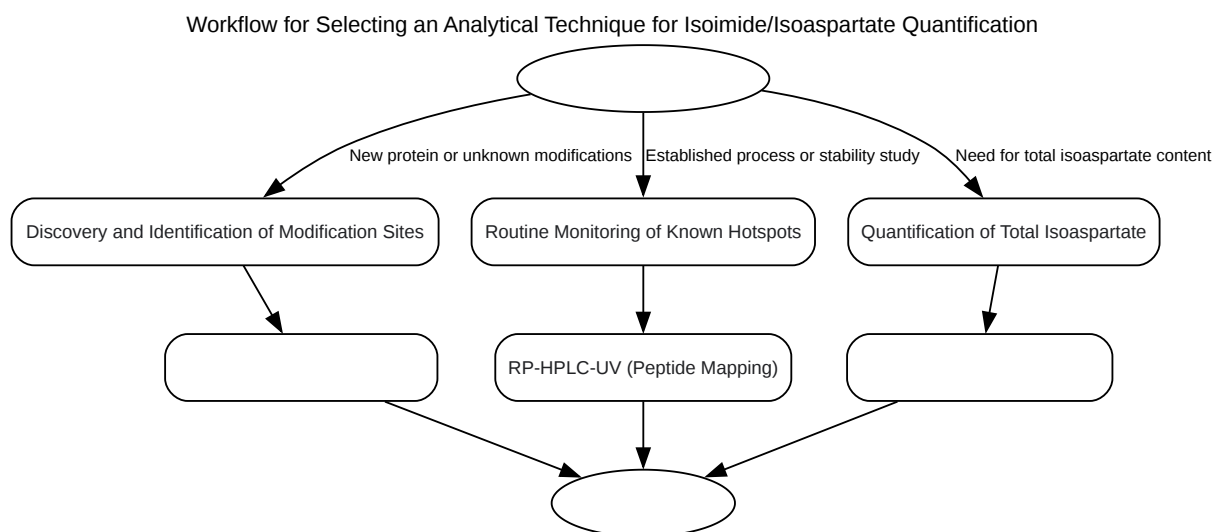 Workflow for Selecting an Analytical Technique for Isoimide/Isoaspartate Quantification
New protein or unknown modifications
Established process or stability study
Need for total isoaspartate content
Discovery and Identification of Modification Sites
Routine Monitoring of Known Hotspots
Quantification of Total Isoaspartate
RP-HPLC-UV (Peptide Mapping)